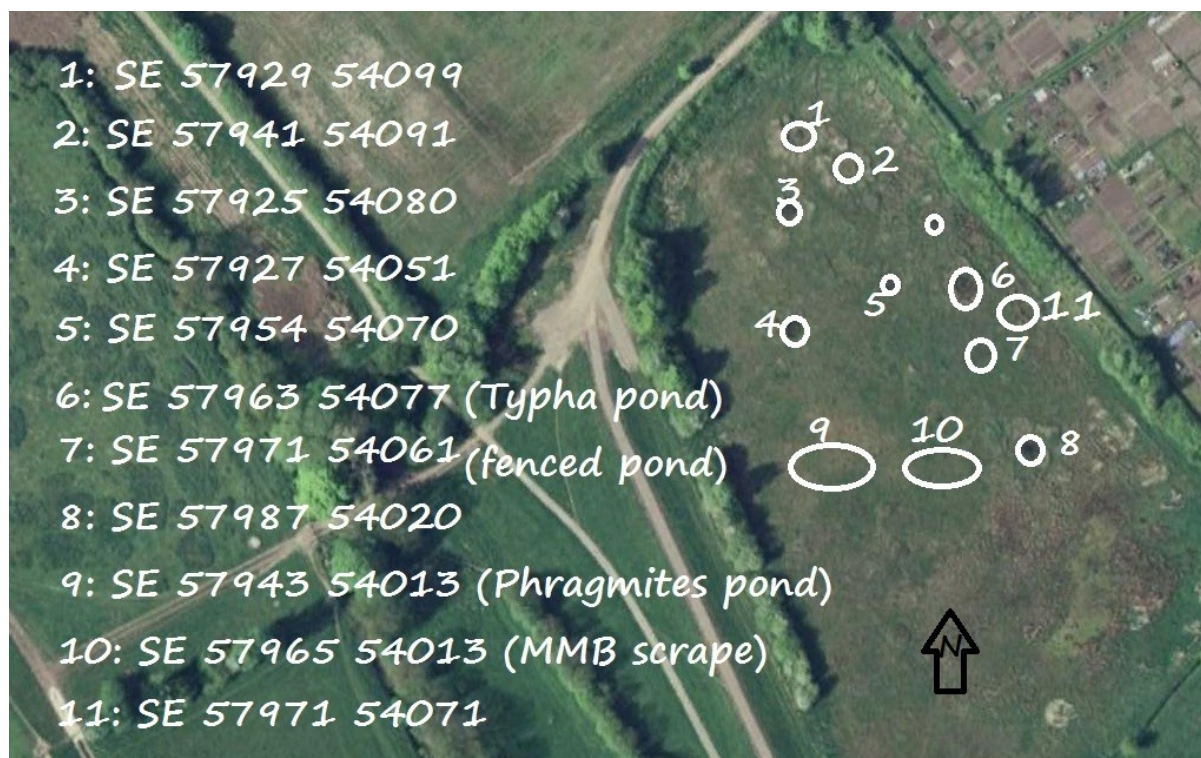 1: SE 57929 54099
2: SE 57941 54091
3: SE 57925 54080
4: SE 57927 54051
5: SE 57954 54070
6: SE 57963 54077 (Typha pond)
7: SE 57971 54061 (fenced pond)
8: SE 57987 54020
9: SE 57943 54013 (Phragmites pond)
10: SE 57965 54013 (MMB scrape)
11: SE 57971 54071
1
2
3
6
5
11
4
7
9
10
8
N